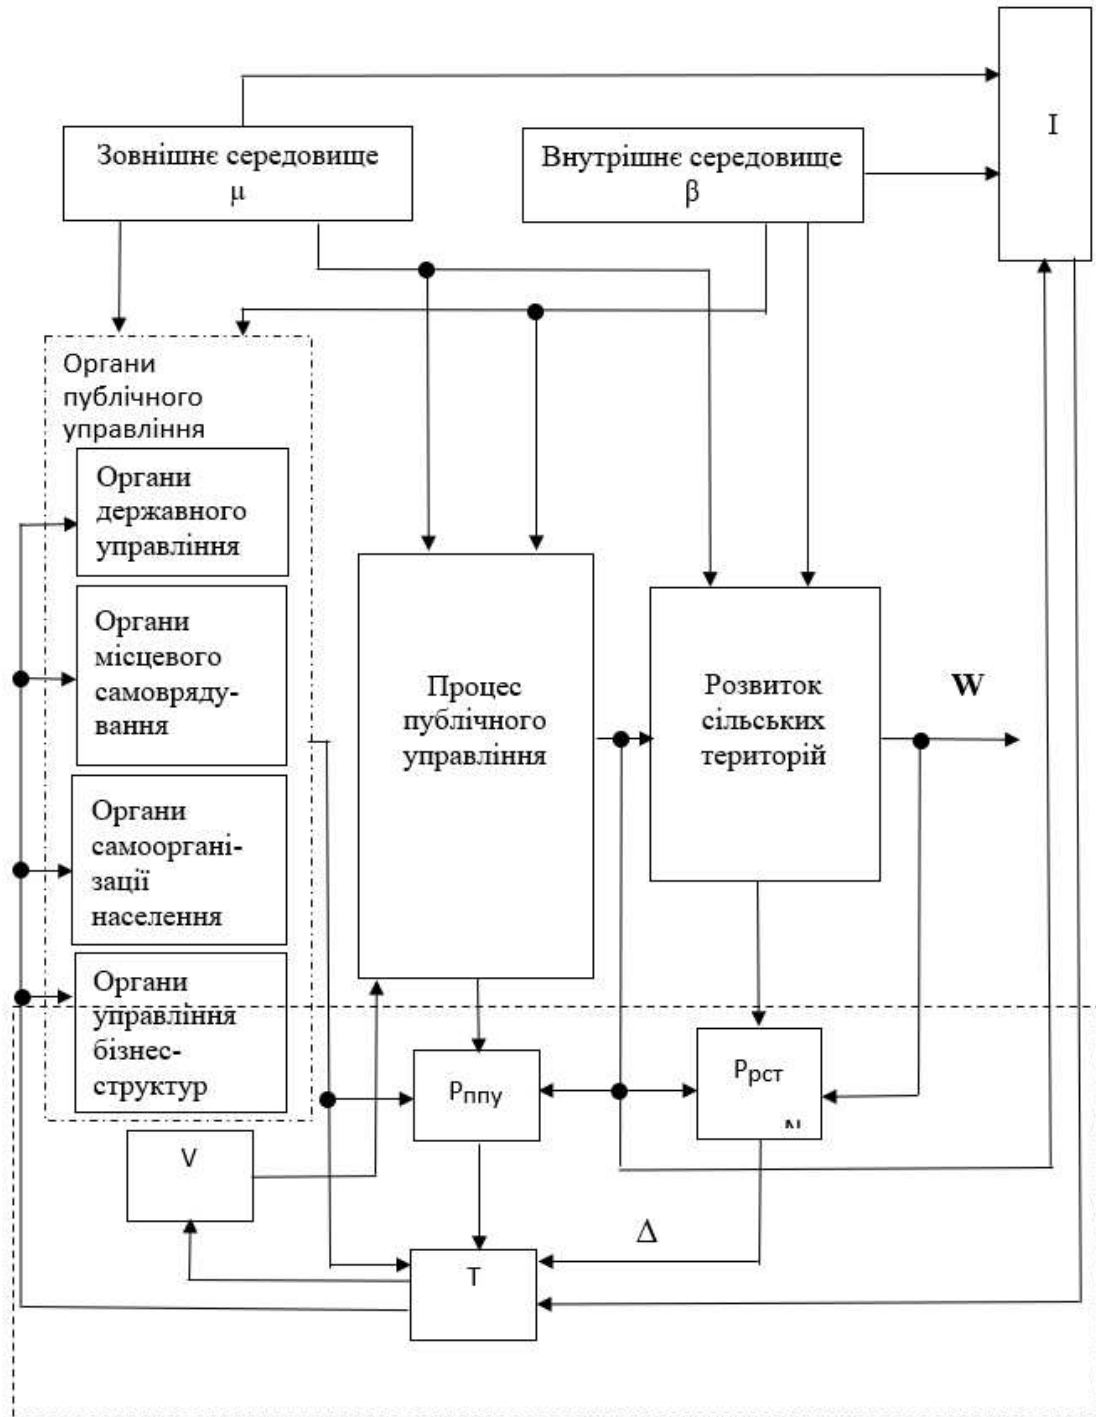 I
Зовнішнє середовище
μ
Внутрішнє середовище
β
Органи
публічного
управління
Органи
державного
управління
Органи
місцевого
самовряду-
вання
Органи
самооргані-
зації
населення
Органи
управління
бізнес-
структур
Процес
публічного
управління
Розвиток
сільських
територій
W
Рппу
Ррст
V
Δ
T